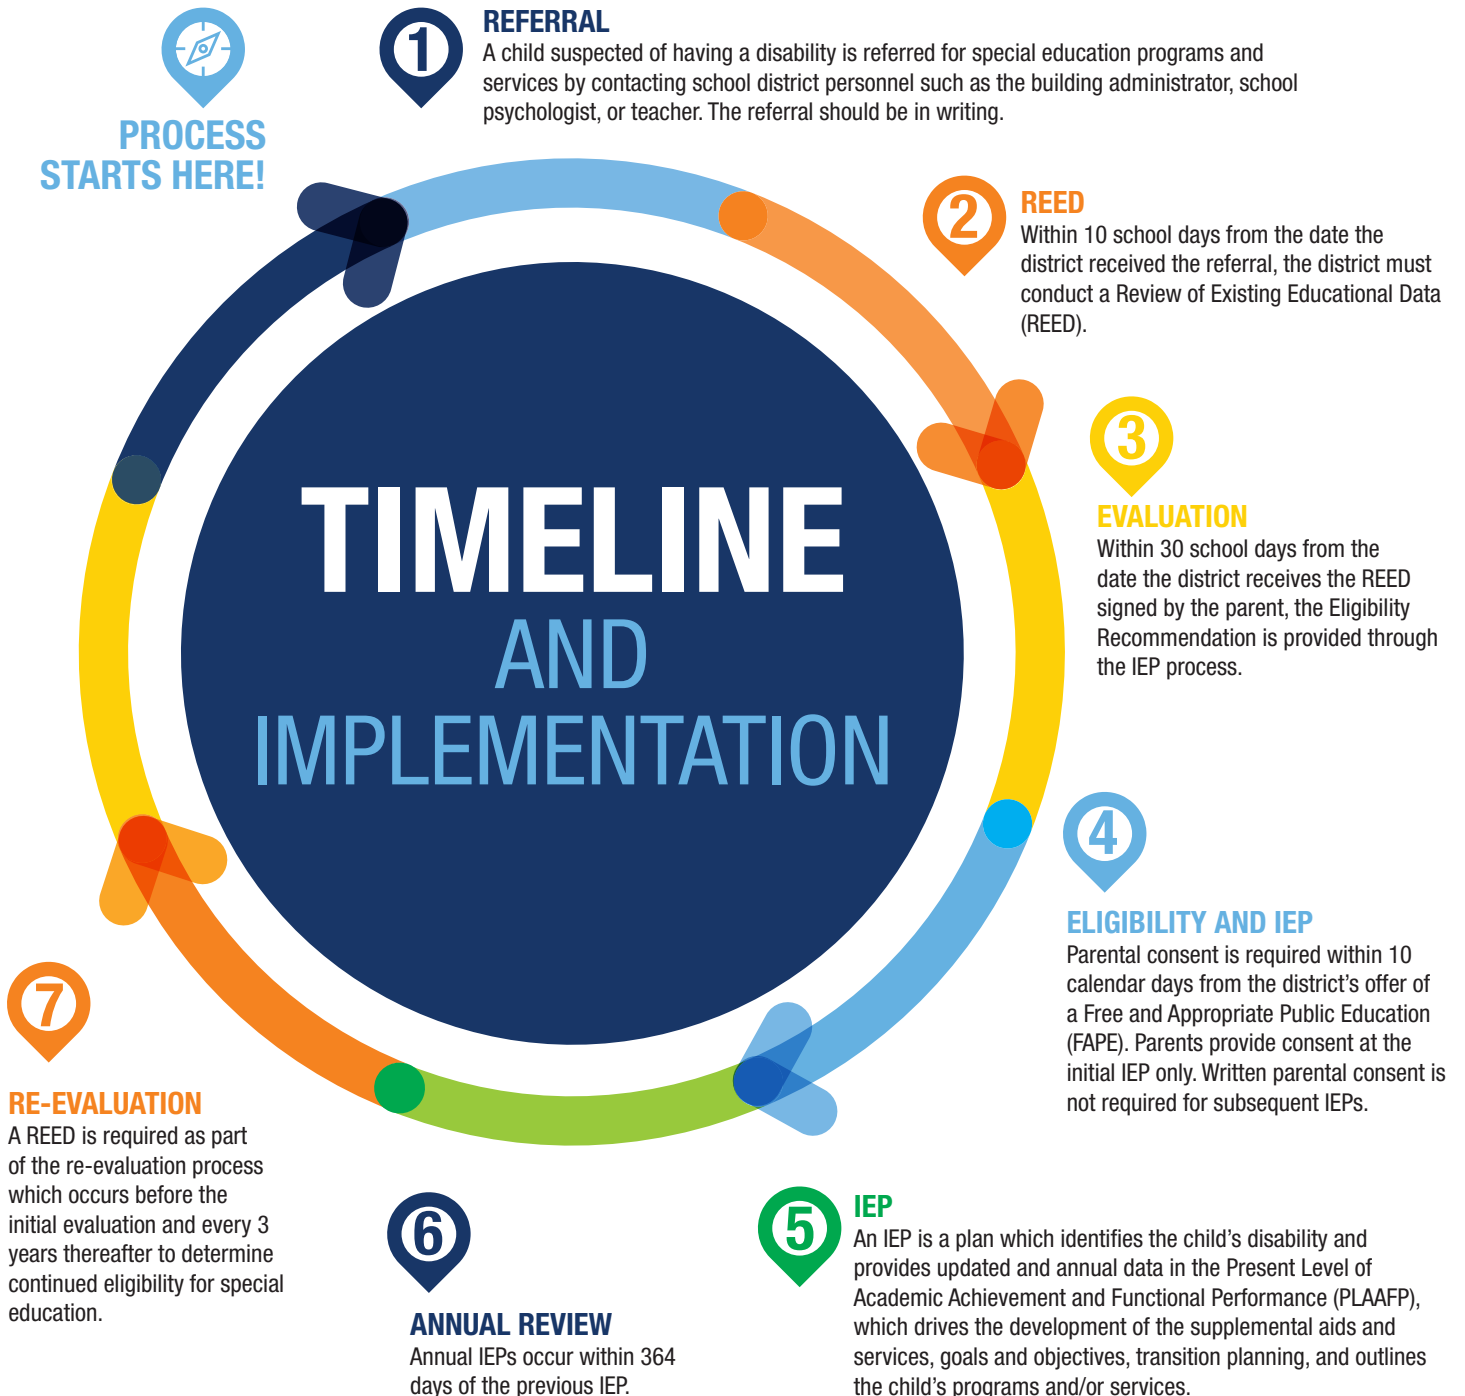 PROCESS
STARTS HERE!
1
REFERRAL
A child suspected of having a disability is referred for special education programs and
services by contacting school district personnel such as the building administrator, school
psychologist, or teacher. The referral should be in writing.
2
REED
Within 10 school days from the date the
district received the referral, the district must
conduct a Review of Existing Educational Data
(REED).
3
EVALUATION
Within 30 school days from the
date the district receives the REED
signed by the parent, the Eligibility
Recommendation is provided through
the IEP process.
TIMELINE
AND
IMPLEMENTATION
4
ELIGIBILITY AND IEP
Parental consent is required within 10
calendar days from the district’s offer of
a Free and Appropriate Public Education
(FAPE). Parents provide consent at the
initial IEP only. Written parental consent is
not required for subsequent IEPs.
5
IEP
An IEP is a plan which identifies the child’s disability and
provides updated and annual data in the Present Level of
Academic Achievement and Functional Performance (PLAAFP),
which drives the development of the supplemental aids and
services, goals and objectives, transition planning, and outlines
the child’s programs and/or services.
6
ANNUAL REVIEW
Annual IEPs occur within 364
days of the previous IEP.
7
RE-EVALUATION
A REED is required as part
of the re-evaluation process
which occurs before the
initial evaluation and every 3
years thereafter to determine
continued eligibility for special
education.